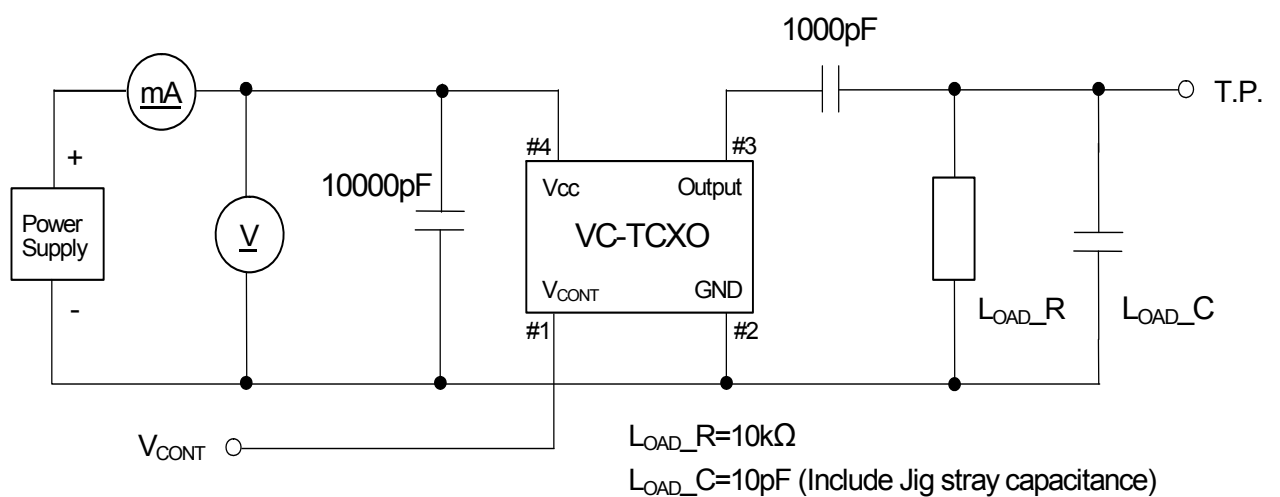 1000pF
mA
T.P.
#4
#3
+
10000pF
Vcc
Output
Power
Supply
V
VC-TCXO
VCONT
GND
-
#1
#2
LOAD_R
LOAD_C
VCONT
LOAD_R=10kΩ
LOAD_C=10pF (Include Jig stray capacitance)